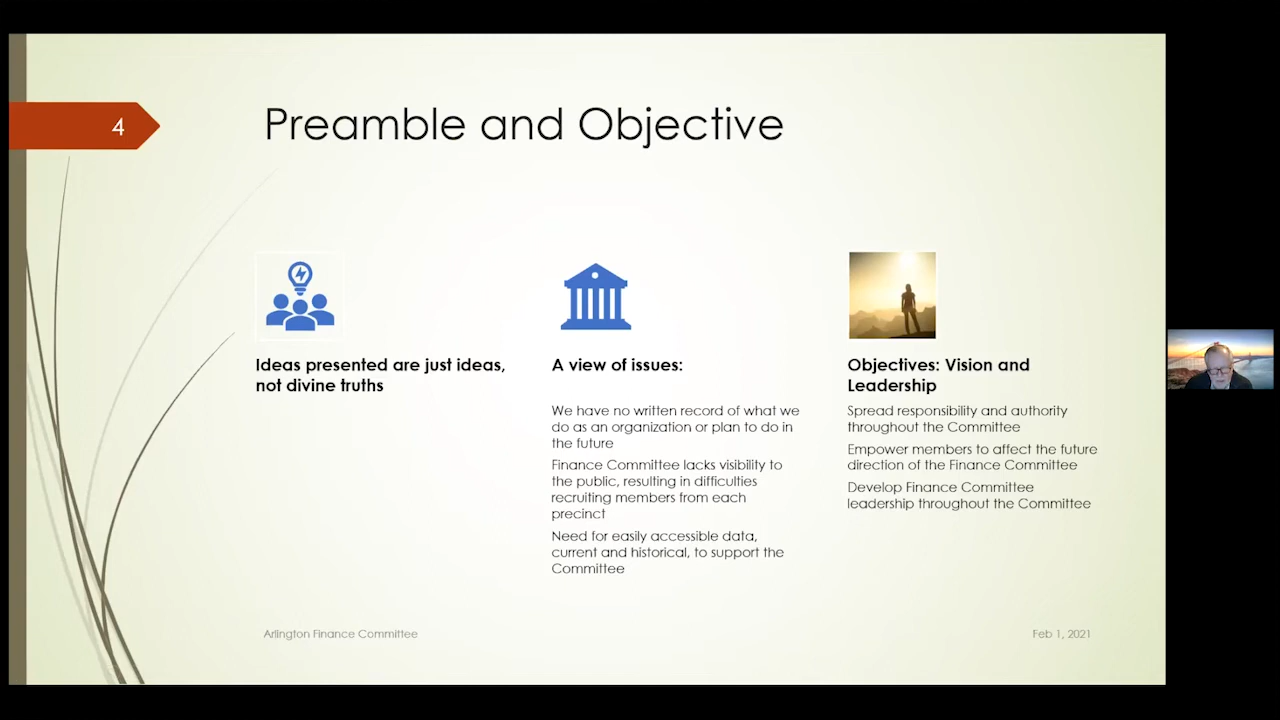 4
Preamble and Objective
Ideas presented are just ideas,
not divine truths
A view of issues:
We have no written record of what we
do as an organization or plan to do in
the future
Finance Committee lacks visibility to
the public, resulting in difficulties
recruiting members from each
precinct
Need for easily accessible data,
current and historical, to support the
Committee
Objectives: Vision and
Leadership
Spread responsibility and authority
throughout the Committee
Empower members to affect the future
direction of the Finance Committee
Develop Finance Committee
leadership throughout the Committee
Arlington Finance Committee
Feb 1, 2021